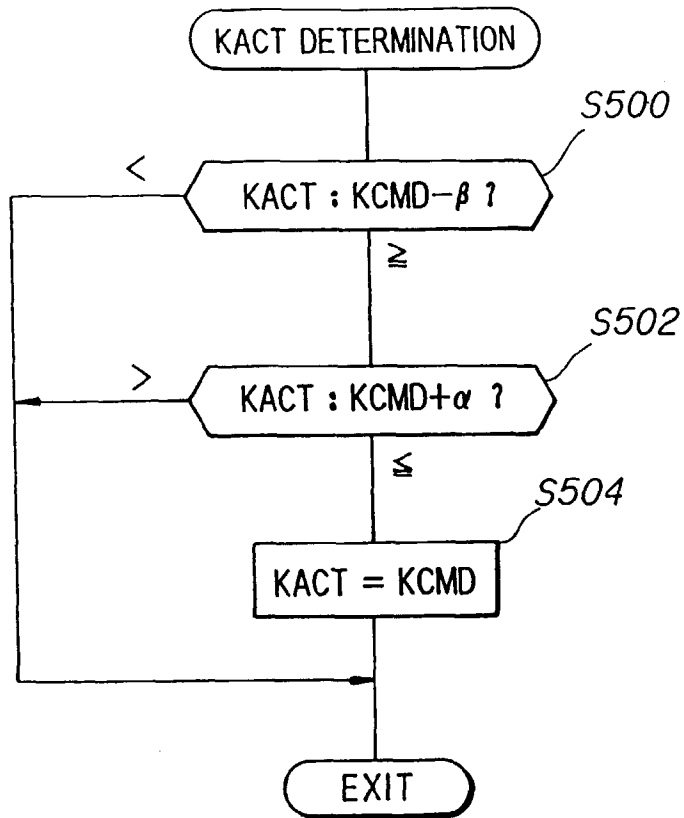 KACT DETERMINATION
S500
<
KACT : KCMD-β ?
≧
S502
>
KACT : KCMD+α ?
≦
S504
KACT = KCMD
EXIT